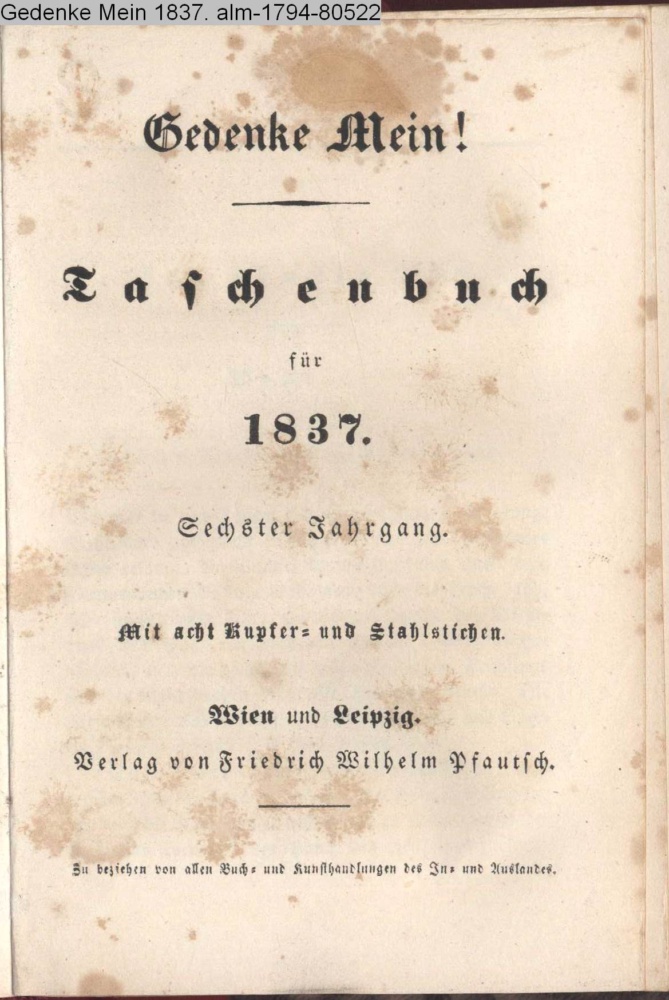 Gedenke Mein 1837. alm-1794-80522
Gedenke Mein!
Taſchenbuch
für
1837.
Sechster Jahrgang.
Mit acht Kupfer- und Stahlstichen.
Wien und Leipzig.
Verlag von Friedrich Wilhelm Pfautſch.
Zu beziehen von allen Buch- und Kunſthandlungen des In- und Auslandes.